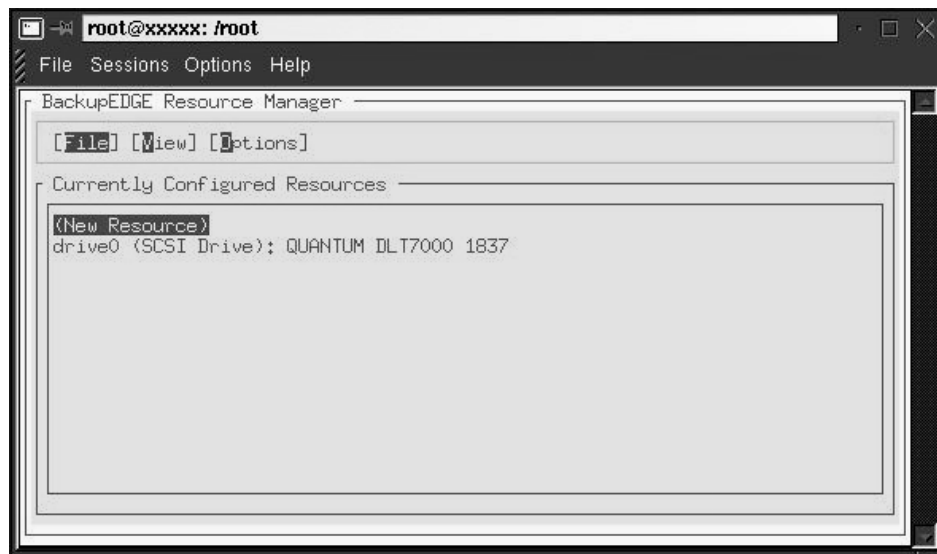 root@xxxxx: /root
File Sessions Options Help
BackupEDGE Resource Manager
[File] [View] [Options]
Currently Configured Resources
(New Resource)
drive0 (SCSI Drive): QUANTUM DLT7000 1837